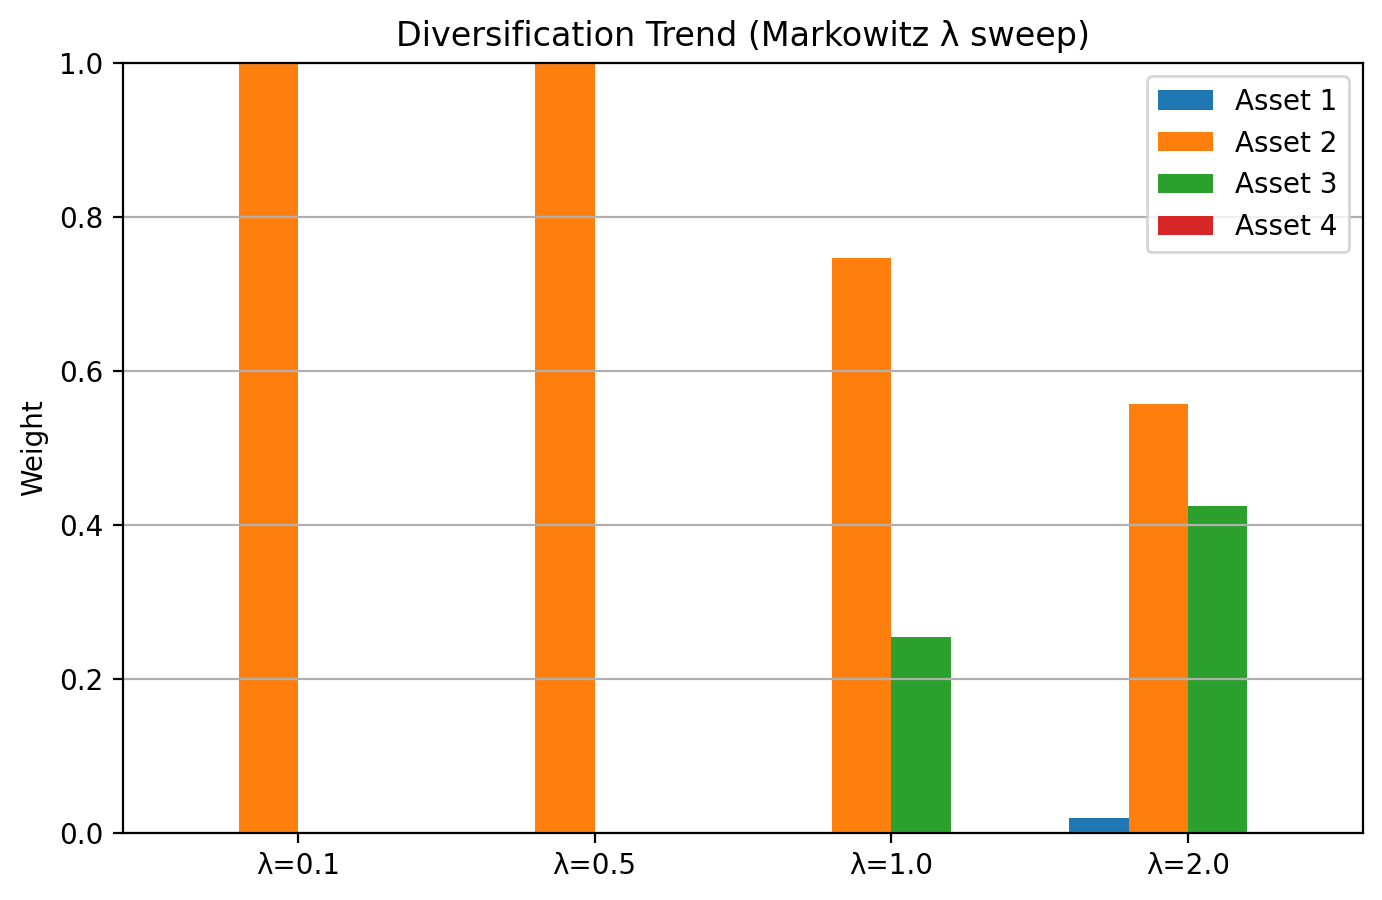 Diversification Trend (Markowitz λ sweep)
Weight
1.0
0.8
0.6
0.4
0.2
0.0
λ=0.1
λ=0.5
λ=1.0
λ=2.0
Asset 1
Asset 2
Asset 3
Asset 4